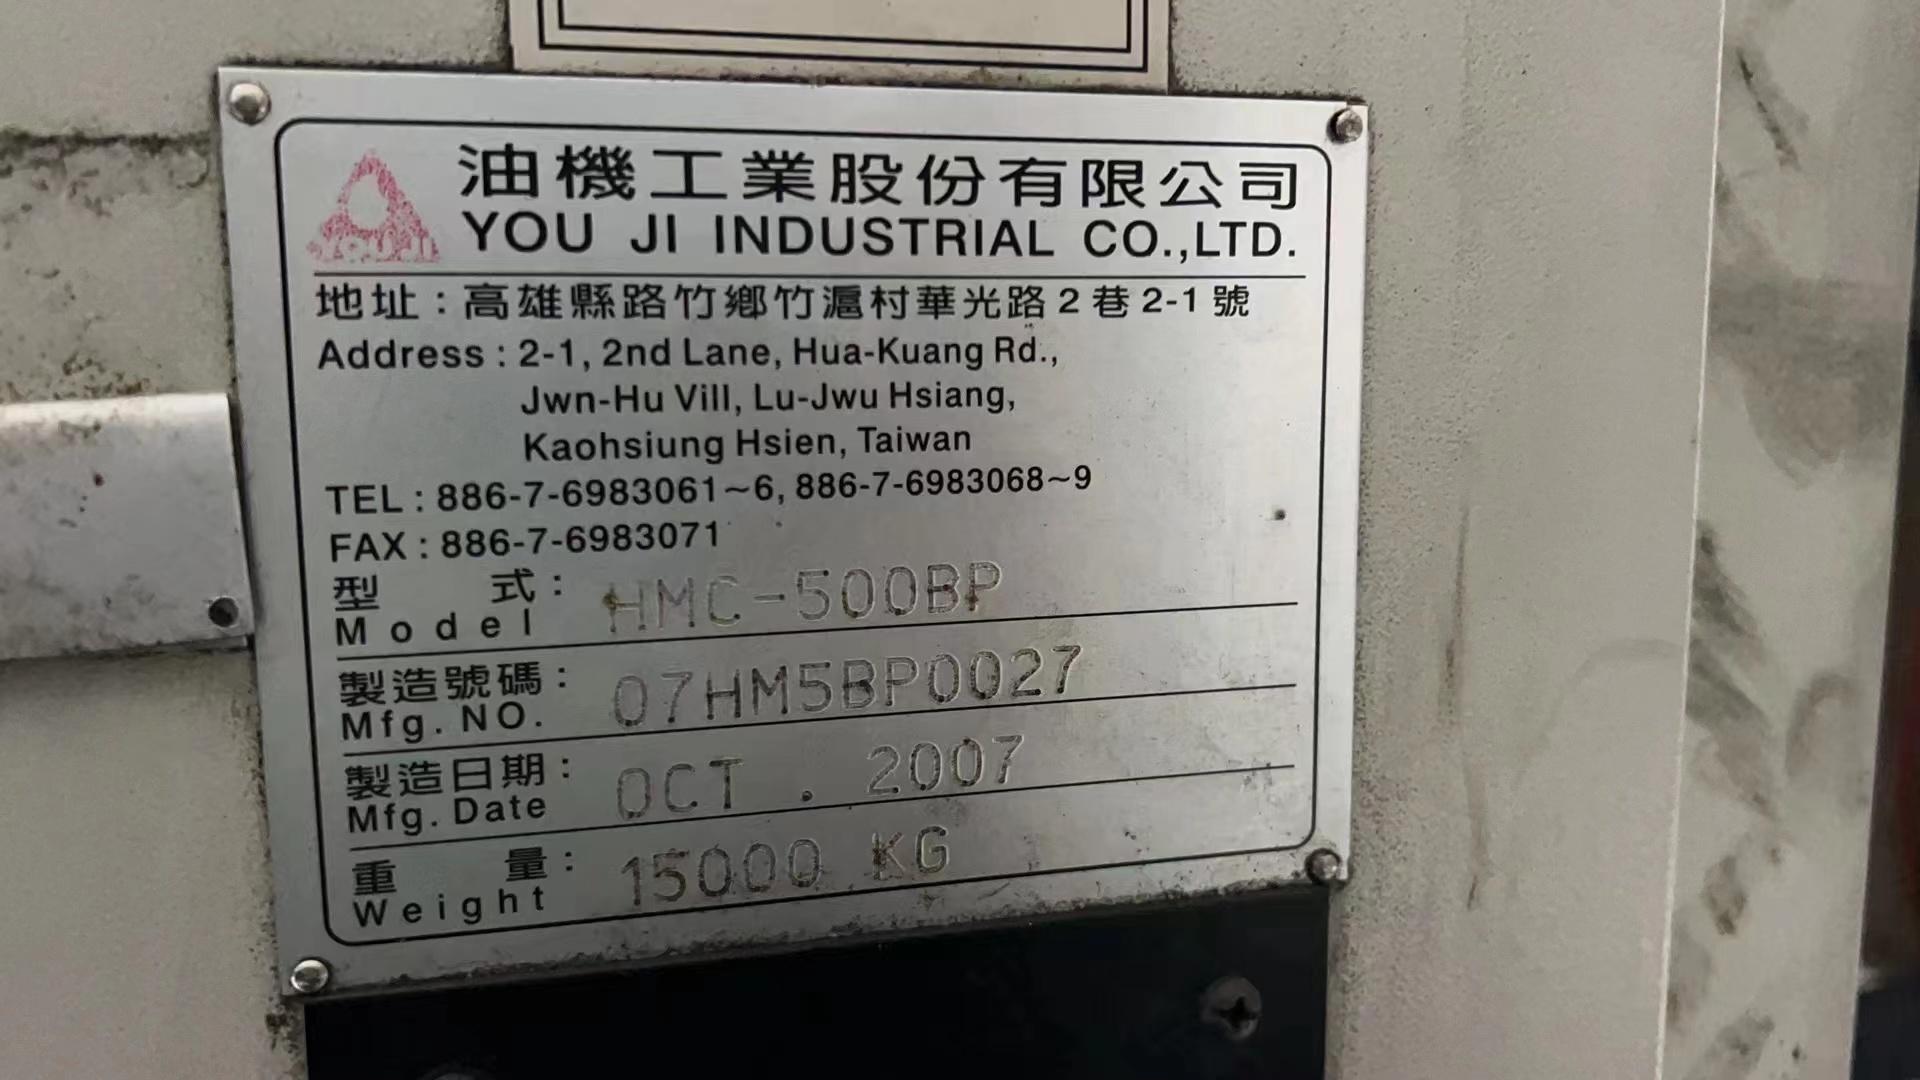 油機工業股份有限公司
YOU JI
YOU JI INDUSTRIAL CO.,LTD.
地址：高雄縣路竹鄉竹滬村華光路2巷2-1號
Address : 2-1, 2nd Lane, Hua-Kuang Rd.,
Jwn-Hu Vill, Lu-Jwu Hsiang,
Kaohsiung Hsien, Taiwan
TEL : 886-7-6983061~6, 886-7-6983068~9
FAX : 886-7-6983071
型式： HMC-500BP
Model
製造號碼： 07HM5BP0027
Mfg. NO.
製造日期： OCT . 2007
Mfg. Date
重量： 15000 KG
Weight